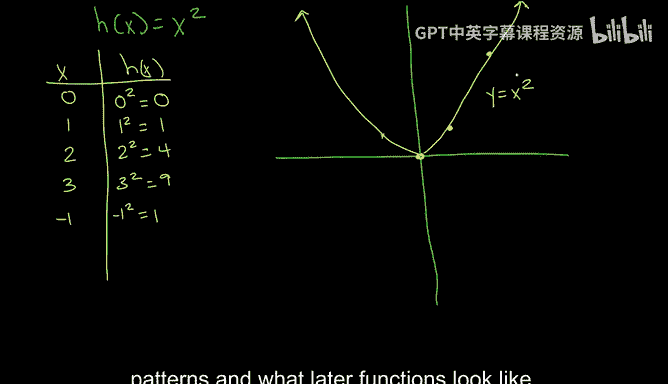 h(x) = x²
GPT中英字幕课程资源 bilibili
x h(x)
0 0² = 0
1 1² = 1
2 2² = 4
3 3² = 9
-1 -1² = 1
y = x²
patterns and what later functions look like